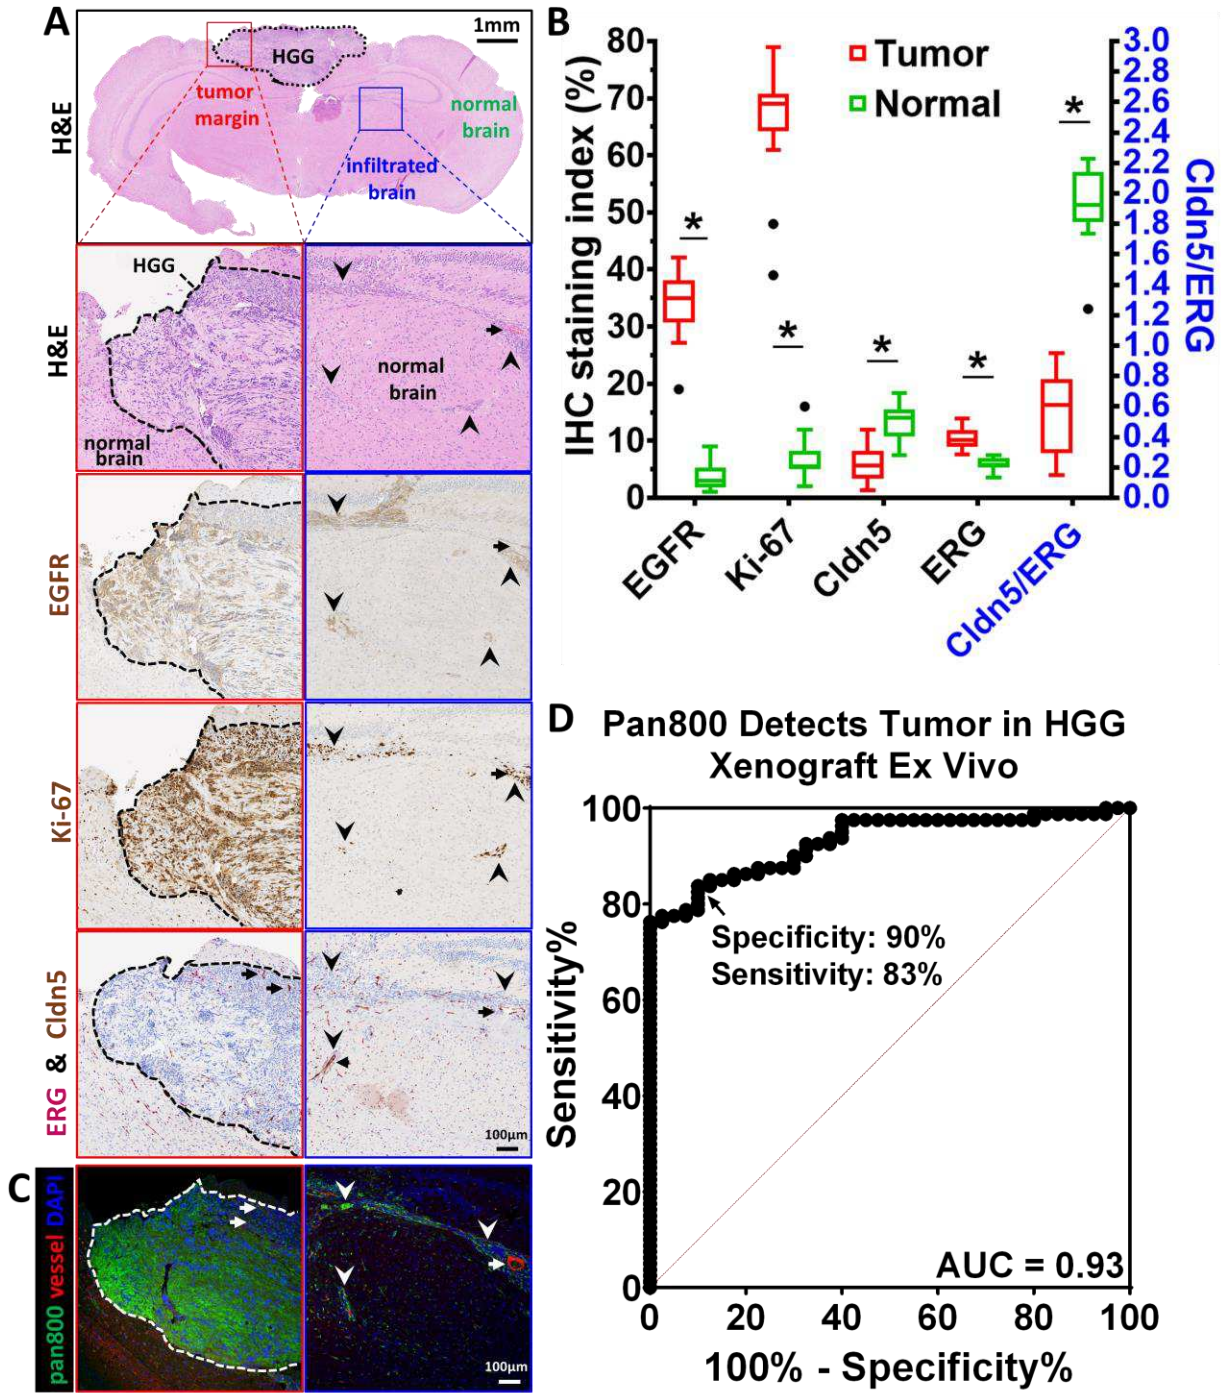 A
1mm
HGG
tumor
margin
normal
brain
infiltrated
brain
H&E
HGG
normal
brain
normal
brain
H&E
EGFR
Ki-67
ERG & Cldn5
100μm
C
pan800 vessel DAPI
100μm
B
Tumor
Normal
IHC staining index (%)
80
70
60
50
40
30
20
10
0
*
*
*
*
*
3.0
2.8
2.6
2.4
2.2
2.0
1.8
1.6
1.4
1.2
1.0
0.8
0.6
0.4
0.2
0.0
Cldn5/ERG
EGFR
Ki-67
Cldn5
ERG
Cldn5/ERG
D
Pan800 Detects Tumor in HGG
Xenograft Ex Vivo
Sensitivity%
100
80
60
40
20
0
Specificity: 90%
Sensitivity: 83%
AUC = 0.93
0
20
40
60
80
100
100% - Specificity%